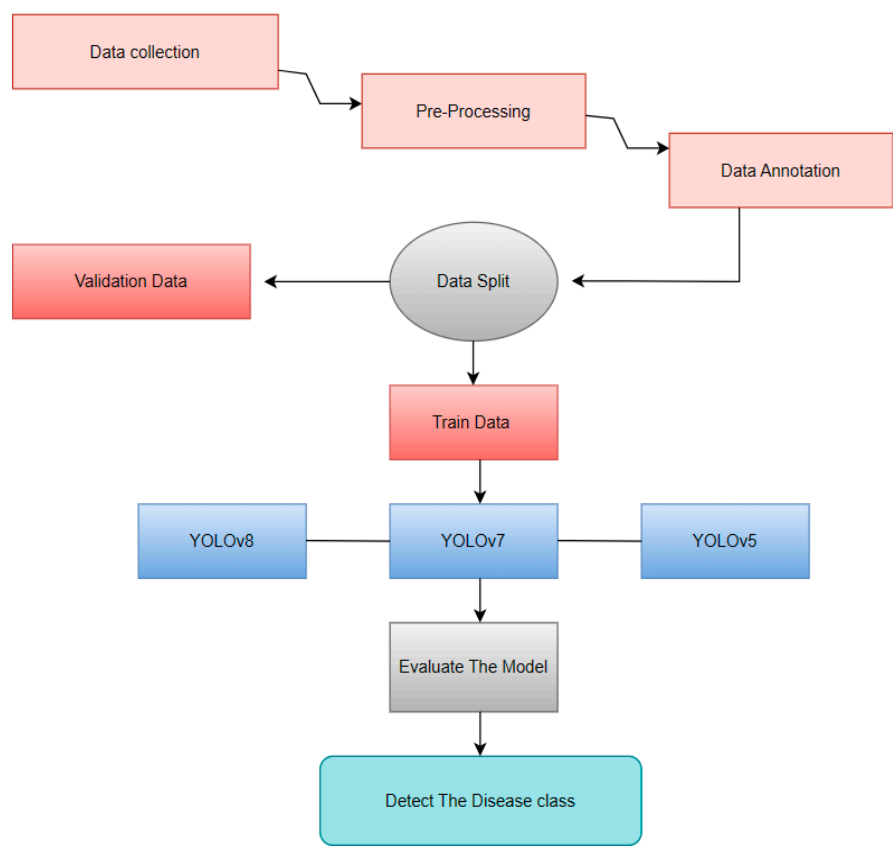 Data collection
Pre-Processing
Data Annotation
Validation Data
Data Split
Train Data
YOLOv8
YOLOv7
YOLOv5
Evaluate The Model
Detect The Disease class